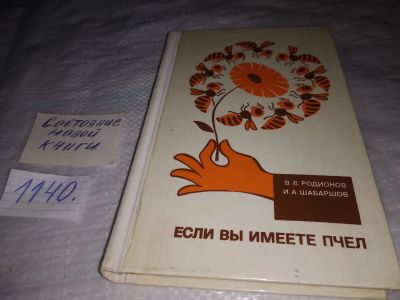 Состояние
новой
книги
1140.
В. В. РОДИОНОВ
И. А. ШАБАРШОВ
ЕСЛИ ВЫ ИМЕЕТЕ ПЧЕЛ